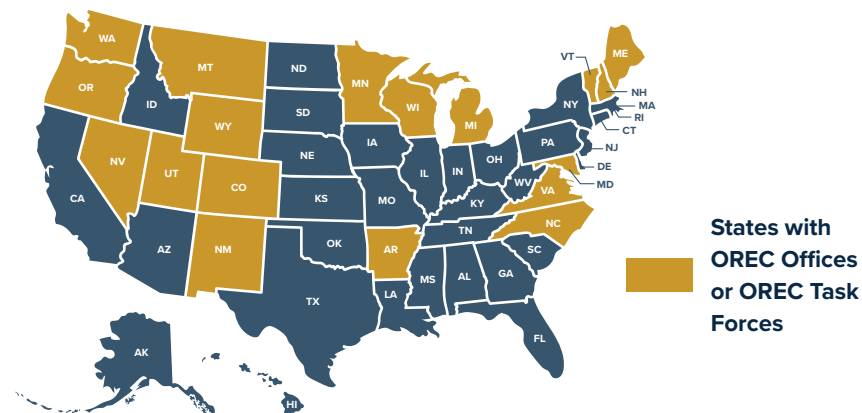 WA
MT
ND
MN
ME
VT
OR
ID
SD
WI
MI
NY
NH
MA
RI
CT
WY
IA
NE
PA
NJ
NV
UT
CO
IL
IN
OH
DE
MD
WV
VA
CA
KS
MO
KY
NC
AZ
NM
OK
AR
TN
SC
TX
LA
MS
AL
GA
FL
AK
HI
States with
OREC Offices
or OREC Task
Forces